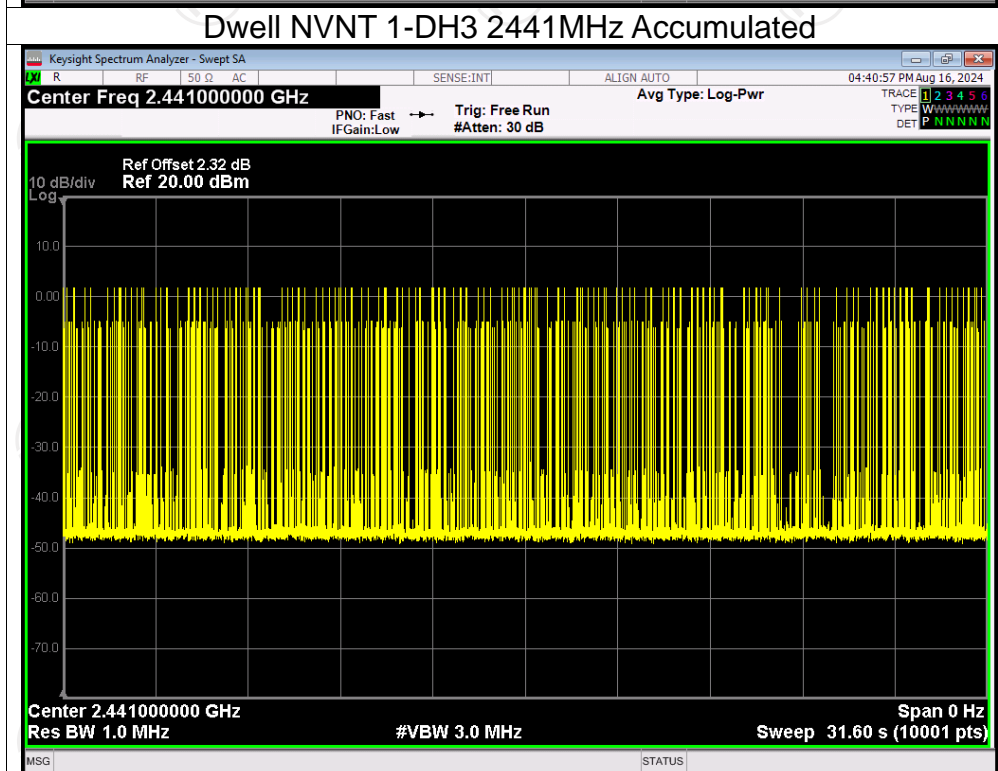 Dwell NVNT 1-DH3 2441MHz Accumulated
Keysight Spectrum Analyzer - Swept SA
LXI R RF 50 Ω AC SENSE:INT ALIGN AUTO 04:40:57 PM Aug 16, 2024
Center Freq 2.441000000 GHz
PNO: Fast
IFGain:Low
Trig: Free Run
#Atten: 30 dB
Avg Type: Log-Pwr
TRACE 1 2 3 4 5 6
TYPE WWWWWWW
DET P N N N N N
Ref Offset 2.32 dB
10 dB/div Ref 20.00 dBm
Log
10.0
0.00
-10.0
-20.0
-30.0
-40.0
-50.0
-60.0
-70.0
Center 2.441000000 GHz Span 0 Hz
Res BW 1.0 MHz #VBW 3.0 MHz Sweep 31.60 s (10001 pts)
MSG STATUS